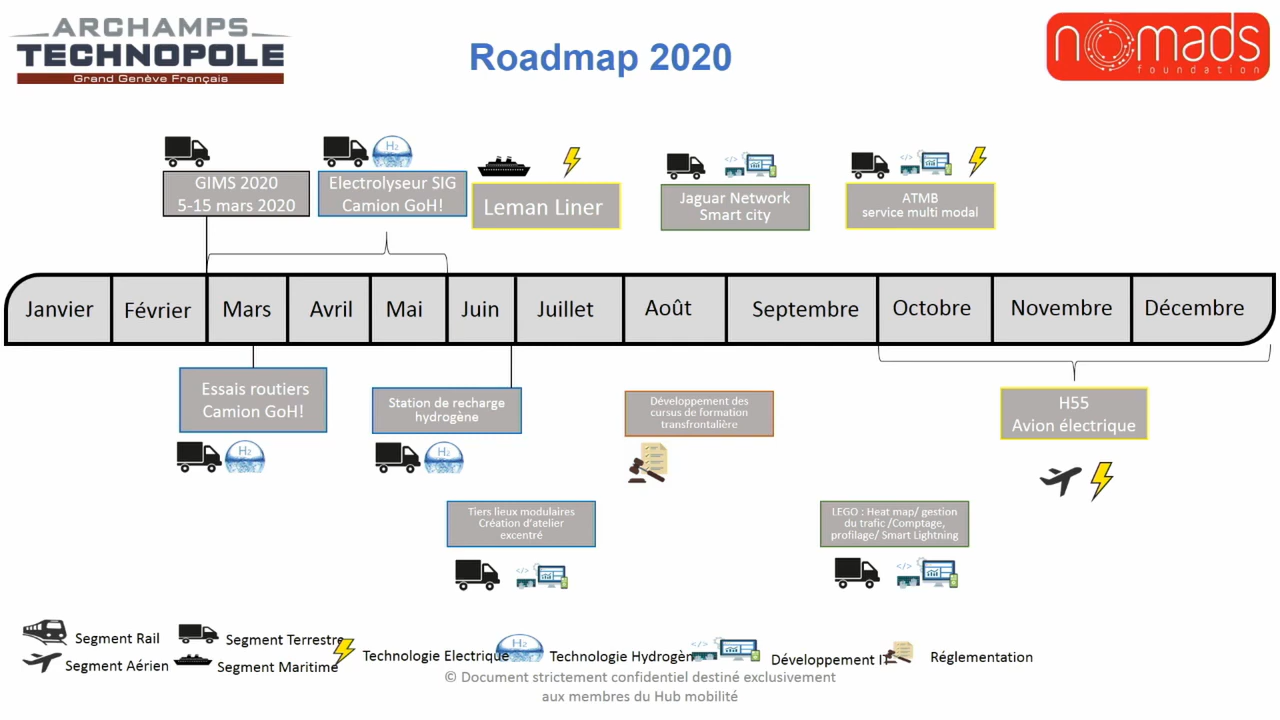 ARCHAMPS
TECHNOPOLE
Grand Genève Français
Roadmap 2020
nomads
foundation
GIMS 2020
5-15 mars 2020
H₂
Electrolyseur SIG
Camion GoH!
Leman Liner
</>
Jaguar Network
Smart city
</>
ATMB
service multi modal
Janvier
Février
Mars
Avril
Mai
Juin
Juillet
Août
Septembre
Octobre
Novembre
Décembre
Essais routiers
Camion GoH!
H₂
Station de recharge
hydrogène
H₂
Développement des
cursus de formation
transfrontalière
H55
Avion électrique
Tiers lieux modulaires
Création d'atelier
excentré
</>
LEGO : Heat map/ gestion
du trafic /Comptage,
profilage/ Smart Lightning
</>
Segment Rail
Segment Terrestre
Segment Aérien
Segment Maritime
Technologie Electrique
H₂
Technologie Hydrogèn
</>
Développement IT
Réglementation
© Document strictement confidentiel destiné exclusivement
aux membres du Hub mobilité